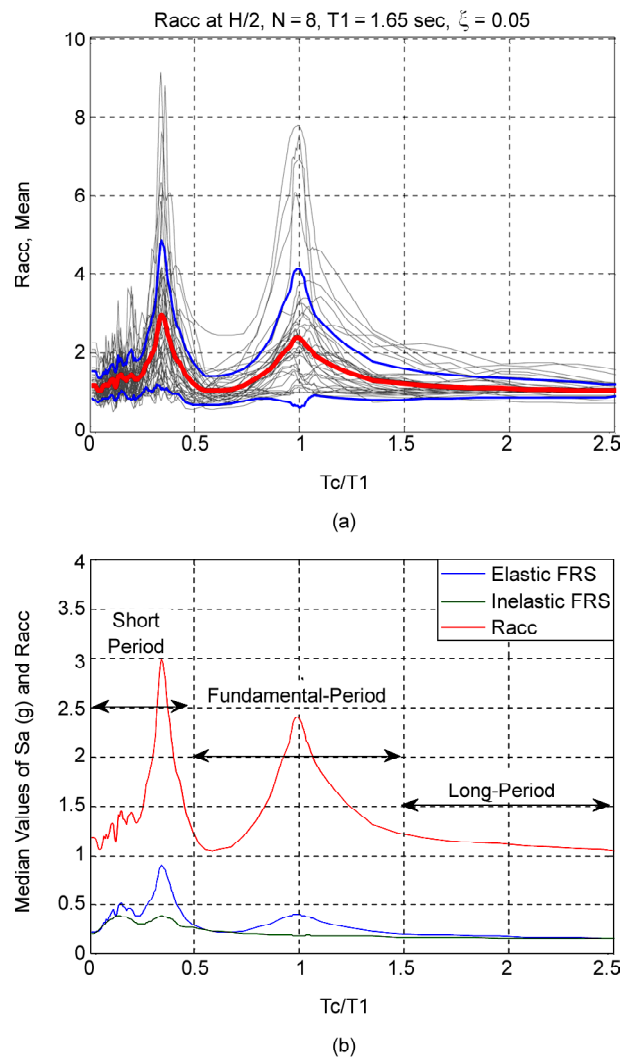 Racc at H/2, N = 8, T1 = 1.65 sec, ξ = 0.05
Racc, Mean
10
8
6
4
2
0
0 0.5 1 1.5 2 2.5
Tc/T1
(a)
Median Values of Sa (g) and Racc
4
3.5
3
2.5
2
1.5
1
0.5
0
Elastic FRS
Inelastic FRS
Racc
Short
Period
Fundamental-Period
Long-Period
0 0.5 1 1.5 2 2.5
Tc/T1
(b)